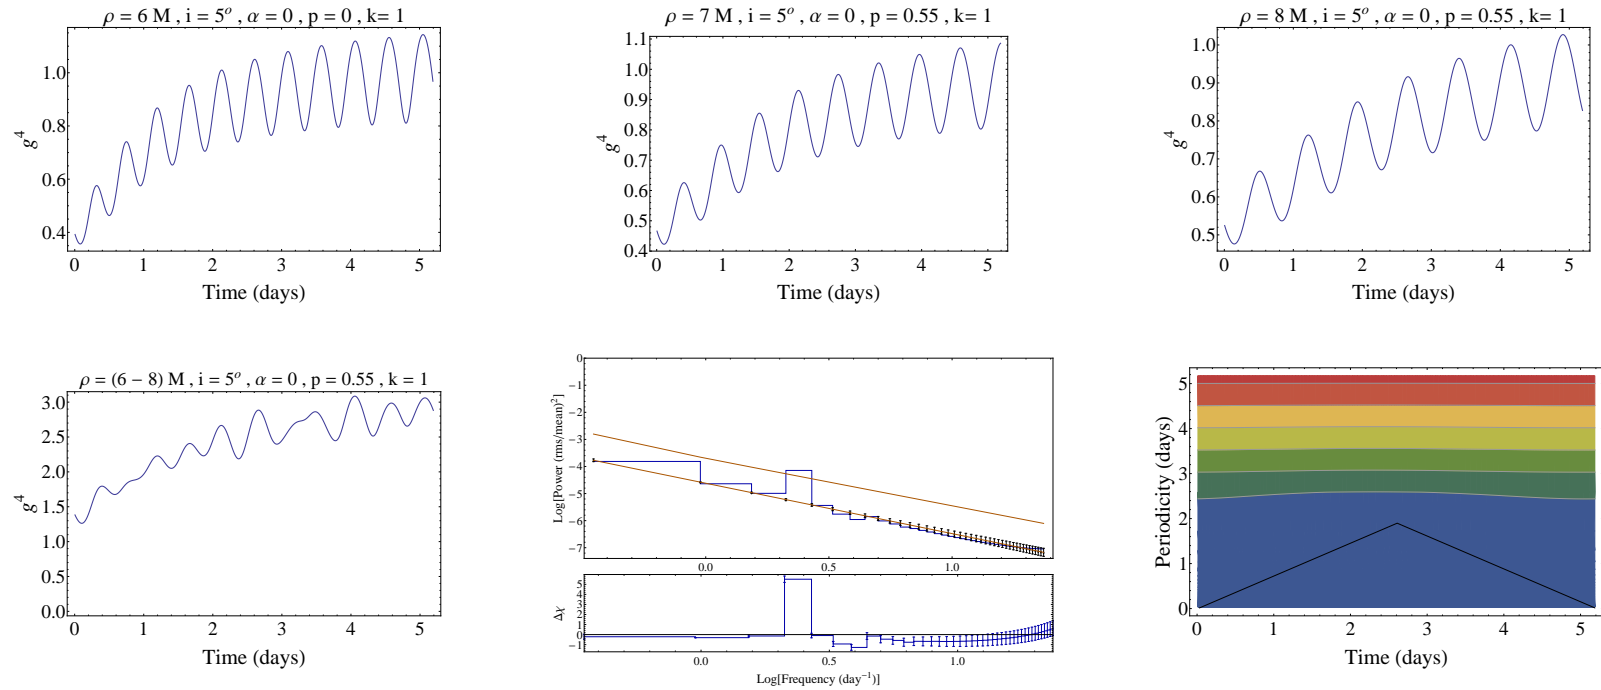 ρ = 6 M , i = 5° , α = 0 , p = 0 , k= 1
g⁴
1.0
0.8
0.6
0.4
0 1 2 3 4 5
Time (days)
ρ = 7 M , i = 5° , α = 0 , p = 0.55 , k= 1
g⁴
1.1
1.0
0.9
0.8
0.7
0.6
0.5
0.4
0 1 2 3 4 5
Time (days)
ρ = 8 M , i = 5° , α = 0 , p = 0.55 , k= 1
g⁴
1.0
0.9
0.8
0.7
0.6
0.5
0 1 2 3 4 5
Time (days)
ρ = (6 − 8) M , i = 5° , α = 0 , p = 0.55 , k = 1
g⁴
3.0
2.5
2.0
1.5
1.0
0.5
0.0
0 1 2 3 4 5
Time (days)
Log[Power (rms/mean)²]
0
−1
−2
−3
−4
−5
−6
−7
0.0 0.5 1.0
Δχ
5
4
3
2
1
0
−1
0.0 0.5 1.0
Log[Frequency (day⁻¹)]
Periodicity (days)
5
4
3
2
1
0
0 1 2 3 4 5
Time (days)